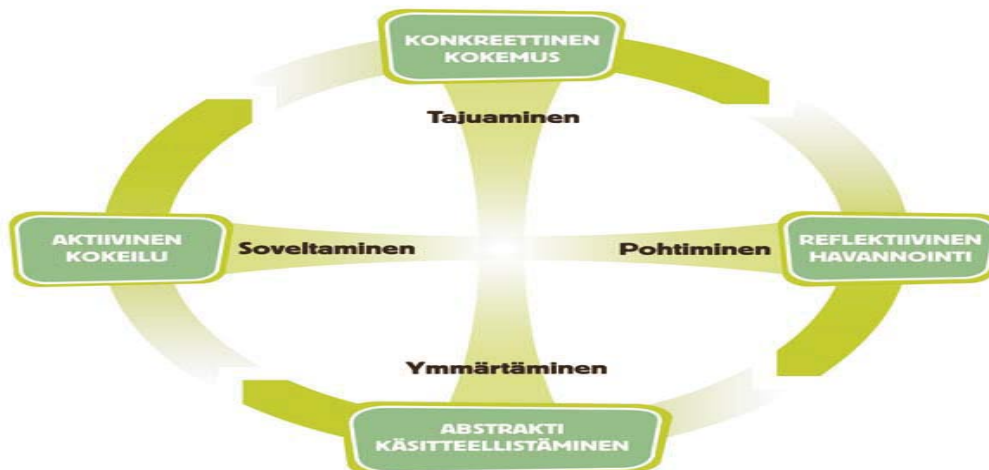 KONKREETTINEN
KOKEMUS
Tajuaminen
AKTIIVINEN
KOKEILU
Soveltaminen
Pohtiminen
REFLEKTIIVINEN
HAVANNOINTI
Ymmärtäminen
ABSTRAKTI
KÄSITTEELLISTÄMINEN